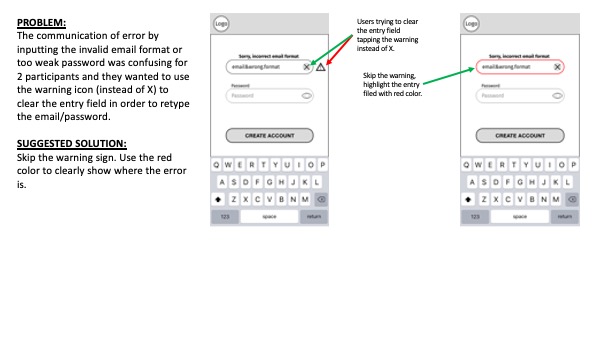 PROBLEM:
The communication of error by
inputting the invalid email format or
too weak password was confusing for
2 participants and they wanted to use
the warning icon (instead of X) to
clear the entry field in order to retype
the email/password.
SUGGESTED SOLUTION:
Skip the warning sign. Use the red
color to clearly show where the error
is.
Logo
Sorry, incorrect email format
email&wrong.format
Password
Password
CREATE ACCOUNT
Q W E R T Y U I O P
A S D F G H J K L
Z X C V B N M
123 space return
Users trying to clear
the entry field
tapping the warning
instead of X.
Skip the warning,
highlight the entry
filed with red color.
Logo
Sorry, incorrect email format
email&wrong.format
Password
Password
CREATE ACCOUNT
Q W E R T Y U I O P
A S D F G H J K L
Z X C V B N M
123 space return